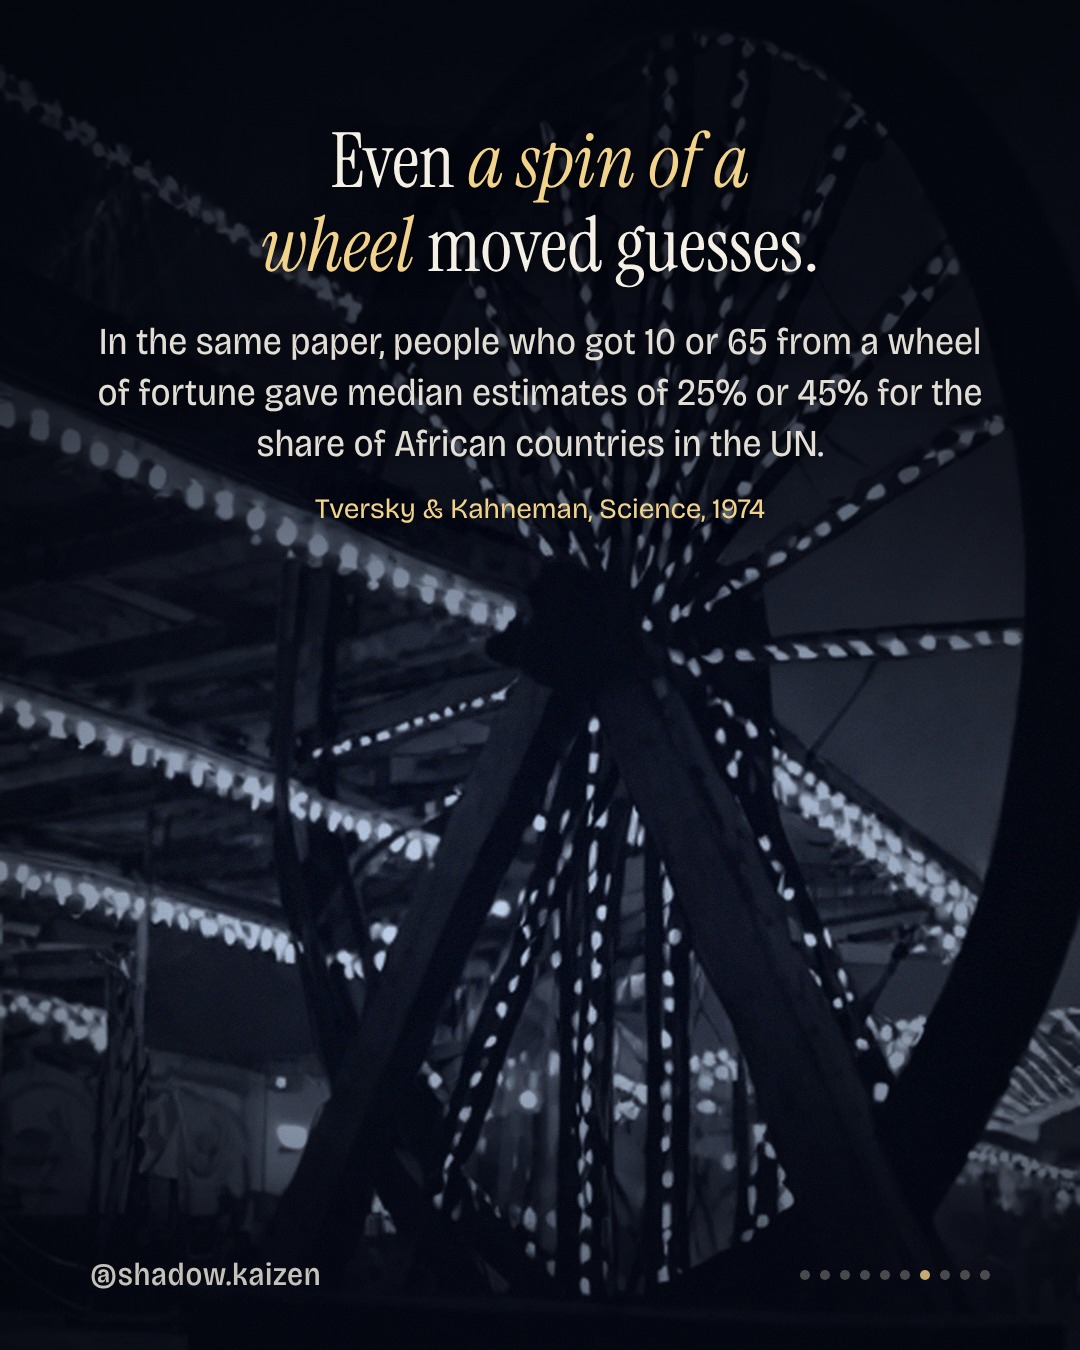 Even a spin of a
wheel moved guesses.
In the same paper, people who got 10 or 65 from a wheel
of fortune gave median estimates of 25% or 45% for the
share of African countries in the UN.
Tversky & Kahneman, Science, 1974
@shadow.kaizen